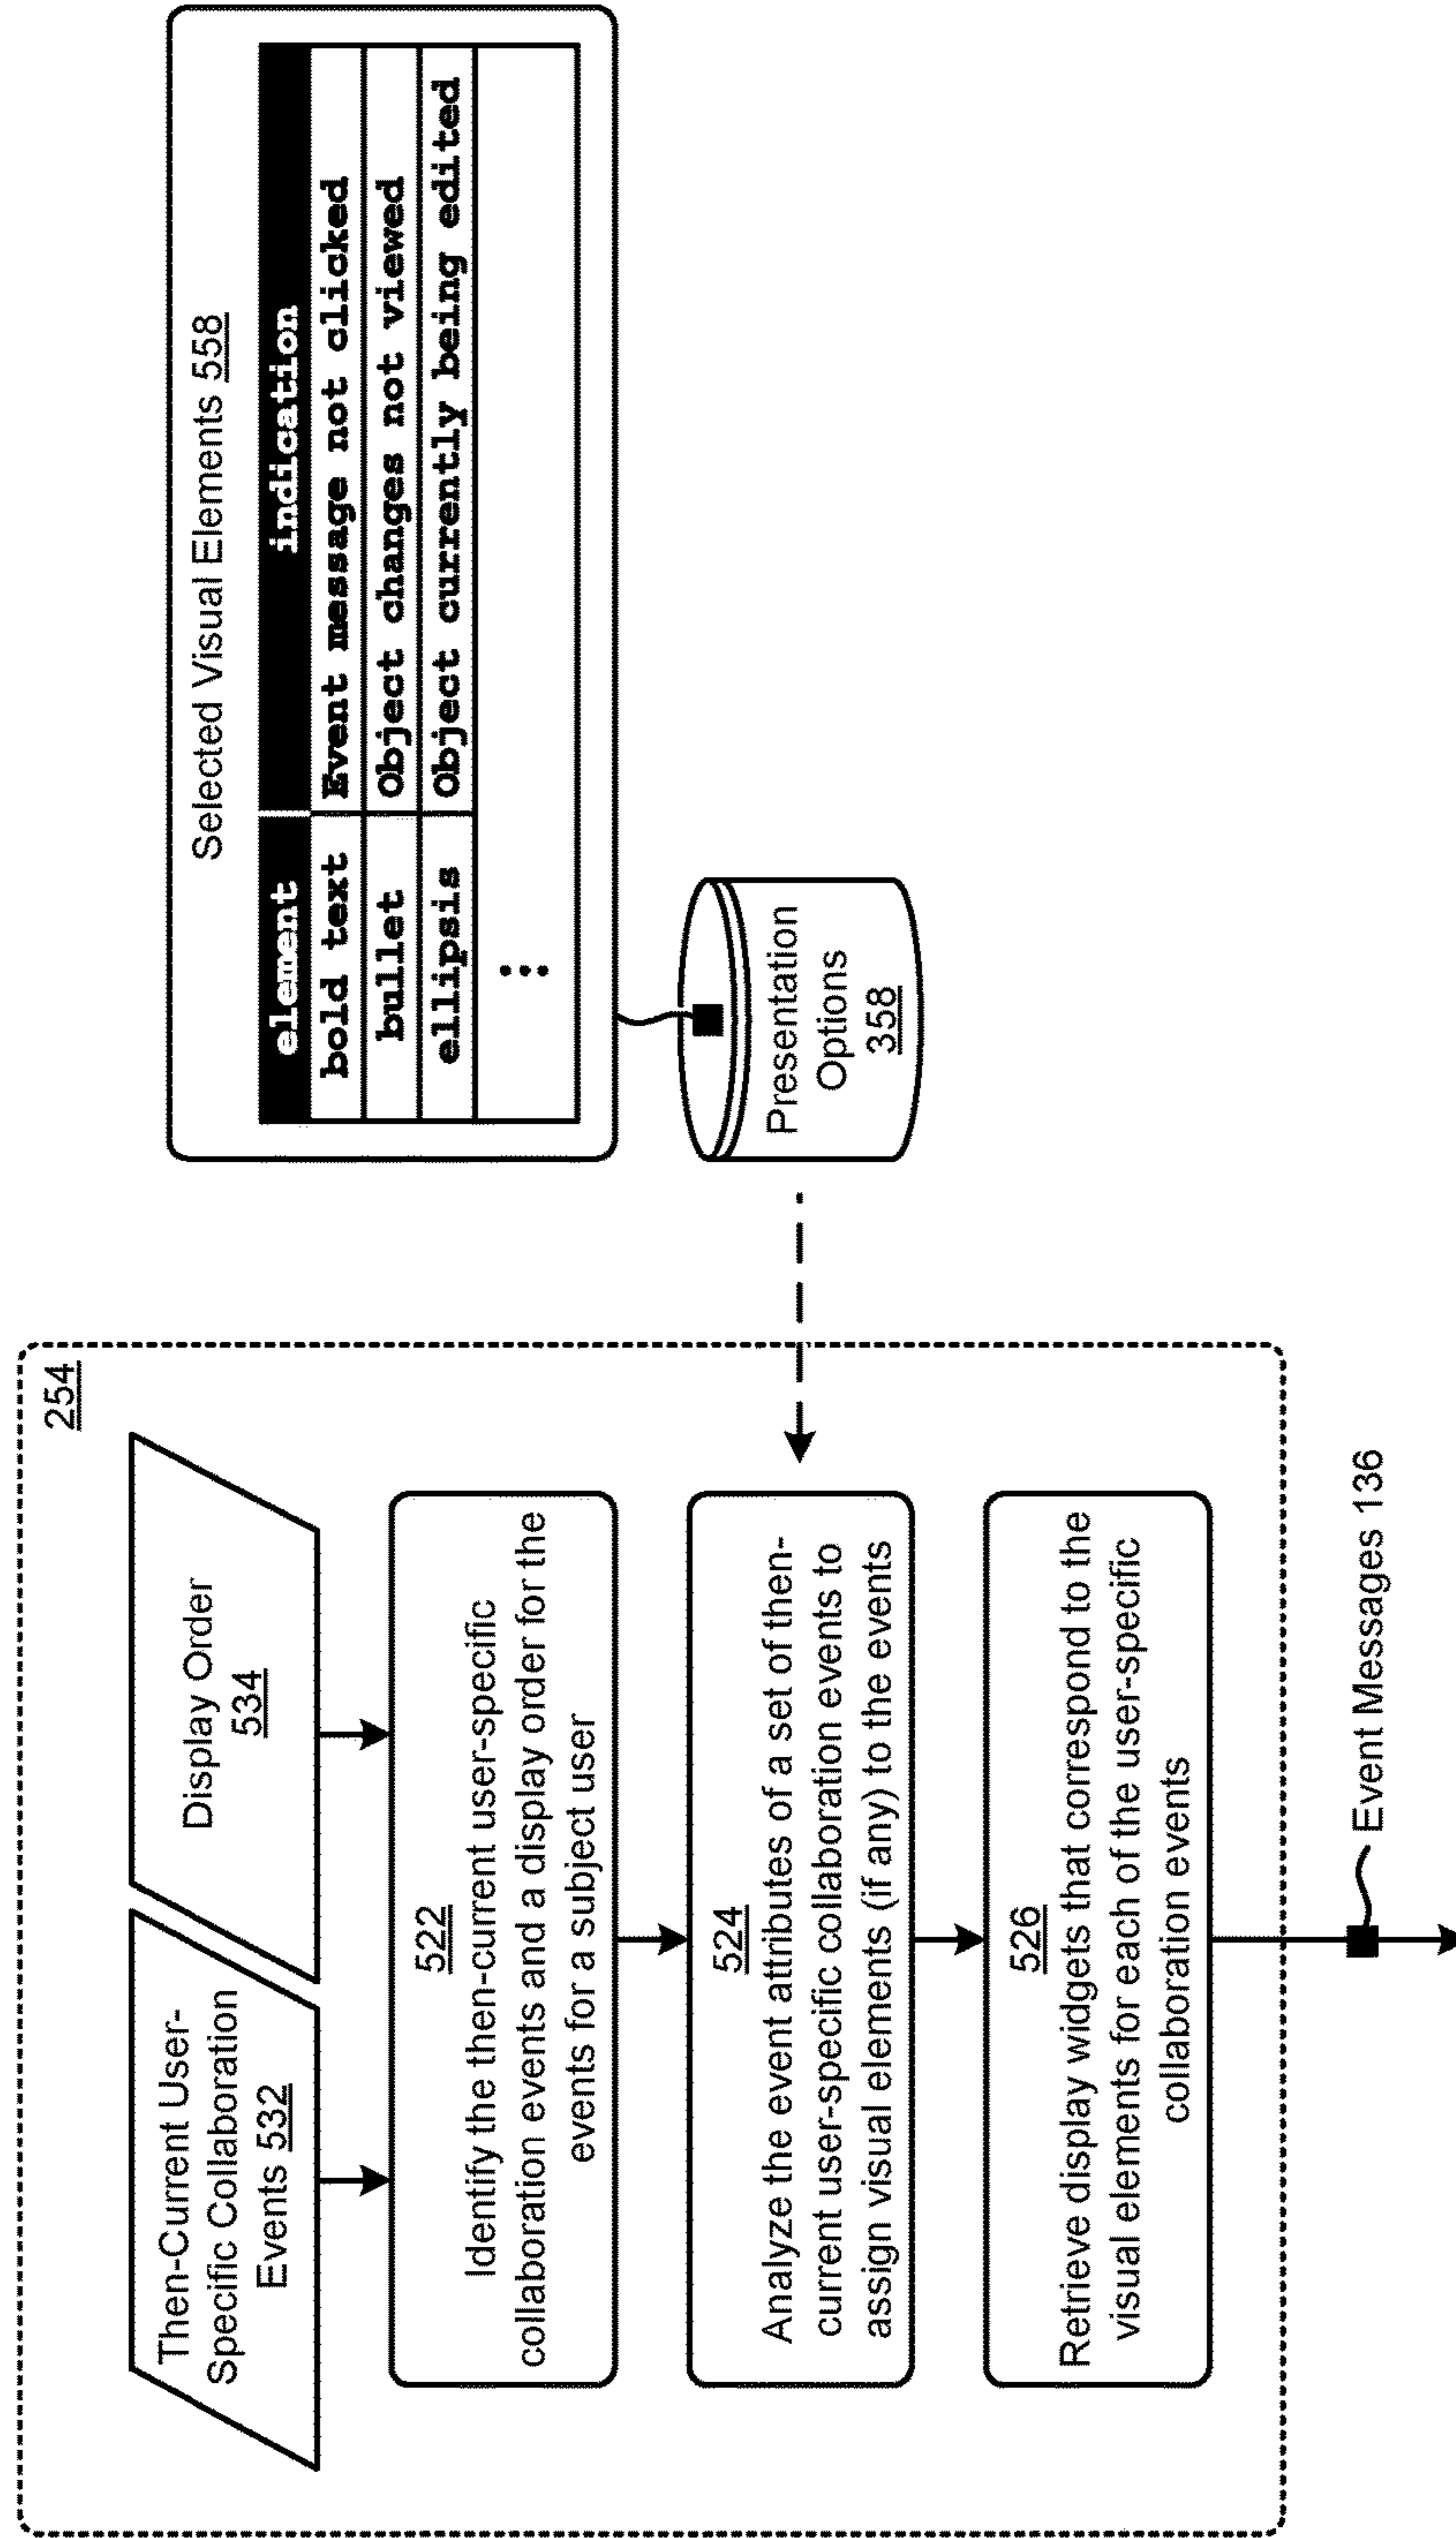 254
Then-Current User-
Specific Collaboration
Events 532
Display Order
534
522
Identify the then-current user-specific
collaboration events and a display order for the
events for a subject user
524
Analyze the event attributes of a set of then-
current user-specific collaboration events to
assign visual elements (if any) to the events
526
Retrieve display widgets that correspond to the
visual elements for each of the user-specific
collaboration events
Event Messages 136
Selected Visual Elements 558
element indication
bold text Event message not clicked
bullet Object changes not viewed
ellipsis Object currently being edited
⋮
Presentation
Options
358